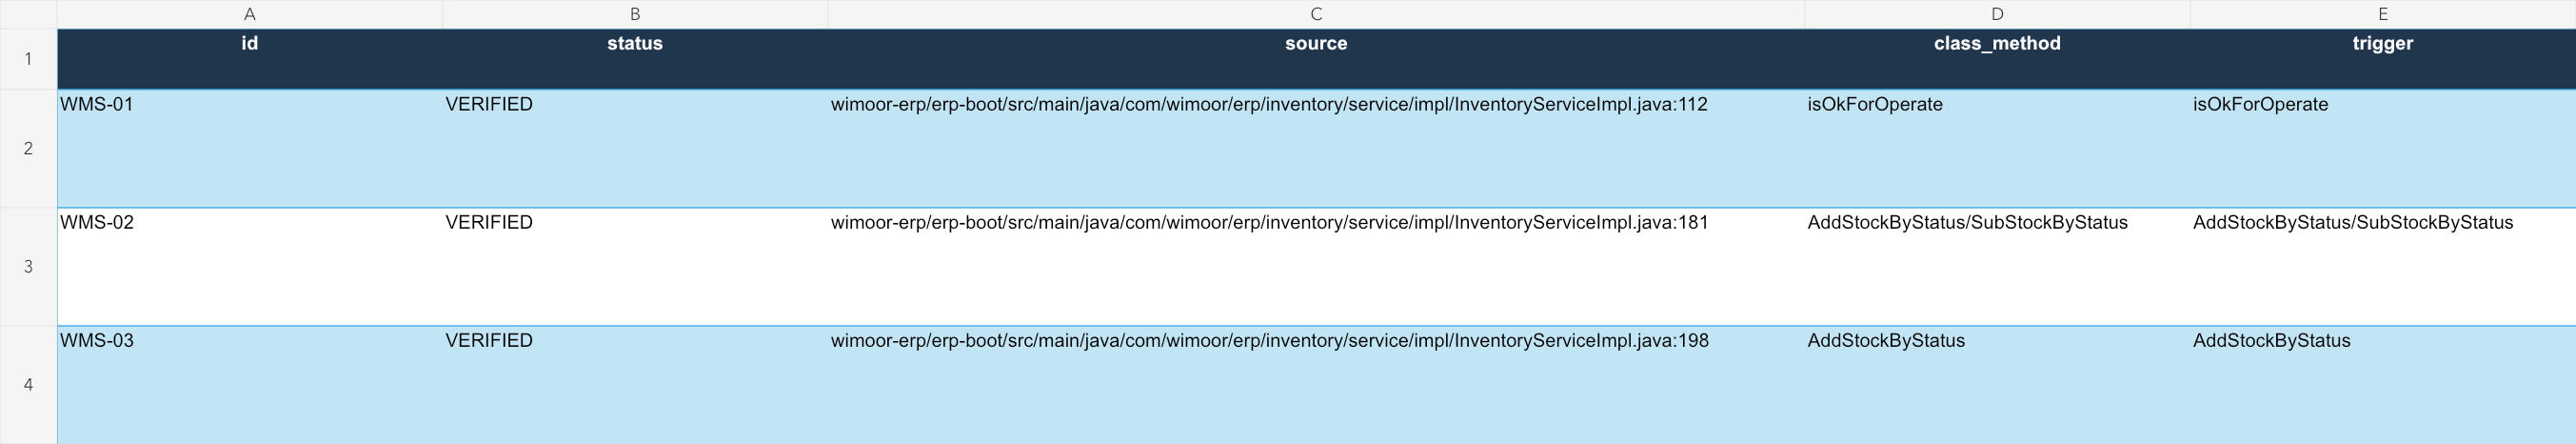 A B C D E
1 id status source class_method trigger
2 WMS-01 VERIFIED wimoor-erp/erp-boot/src/main/java/com/wimoor/erp/inventory/service/impl/InventoryServiceImpl.java:112 isOkForOperate isOkForOperate
3 WMS-02 VERIFIED wimoor-erp/erp-boot/src/main/java/com/wimoor/erp/inventory/service/impl/InventoryServiceImpl.java:181 AddStockByStatus/SubStockByStatus AddStockByStatus/SubStockByStatus
4 WMS-03 VERIFIED wimoor-erp/erp-boot/src/main/java/com/wimoor/erp/inventory/service/impl/InventoryServiceImpl.java:198 AddStockByStatus AddStockByStatus